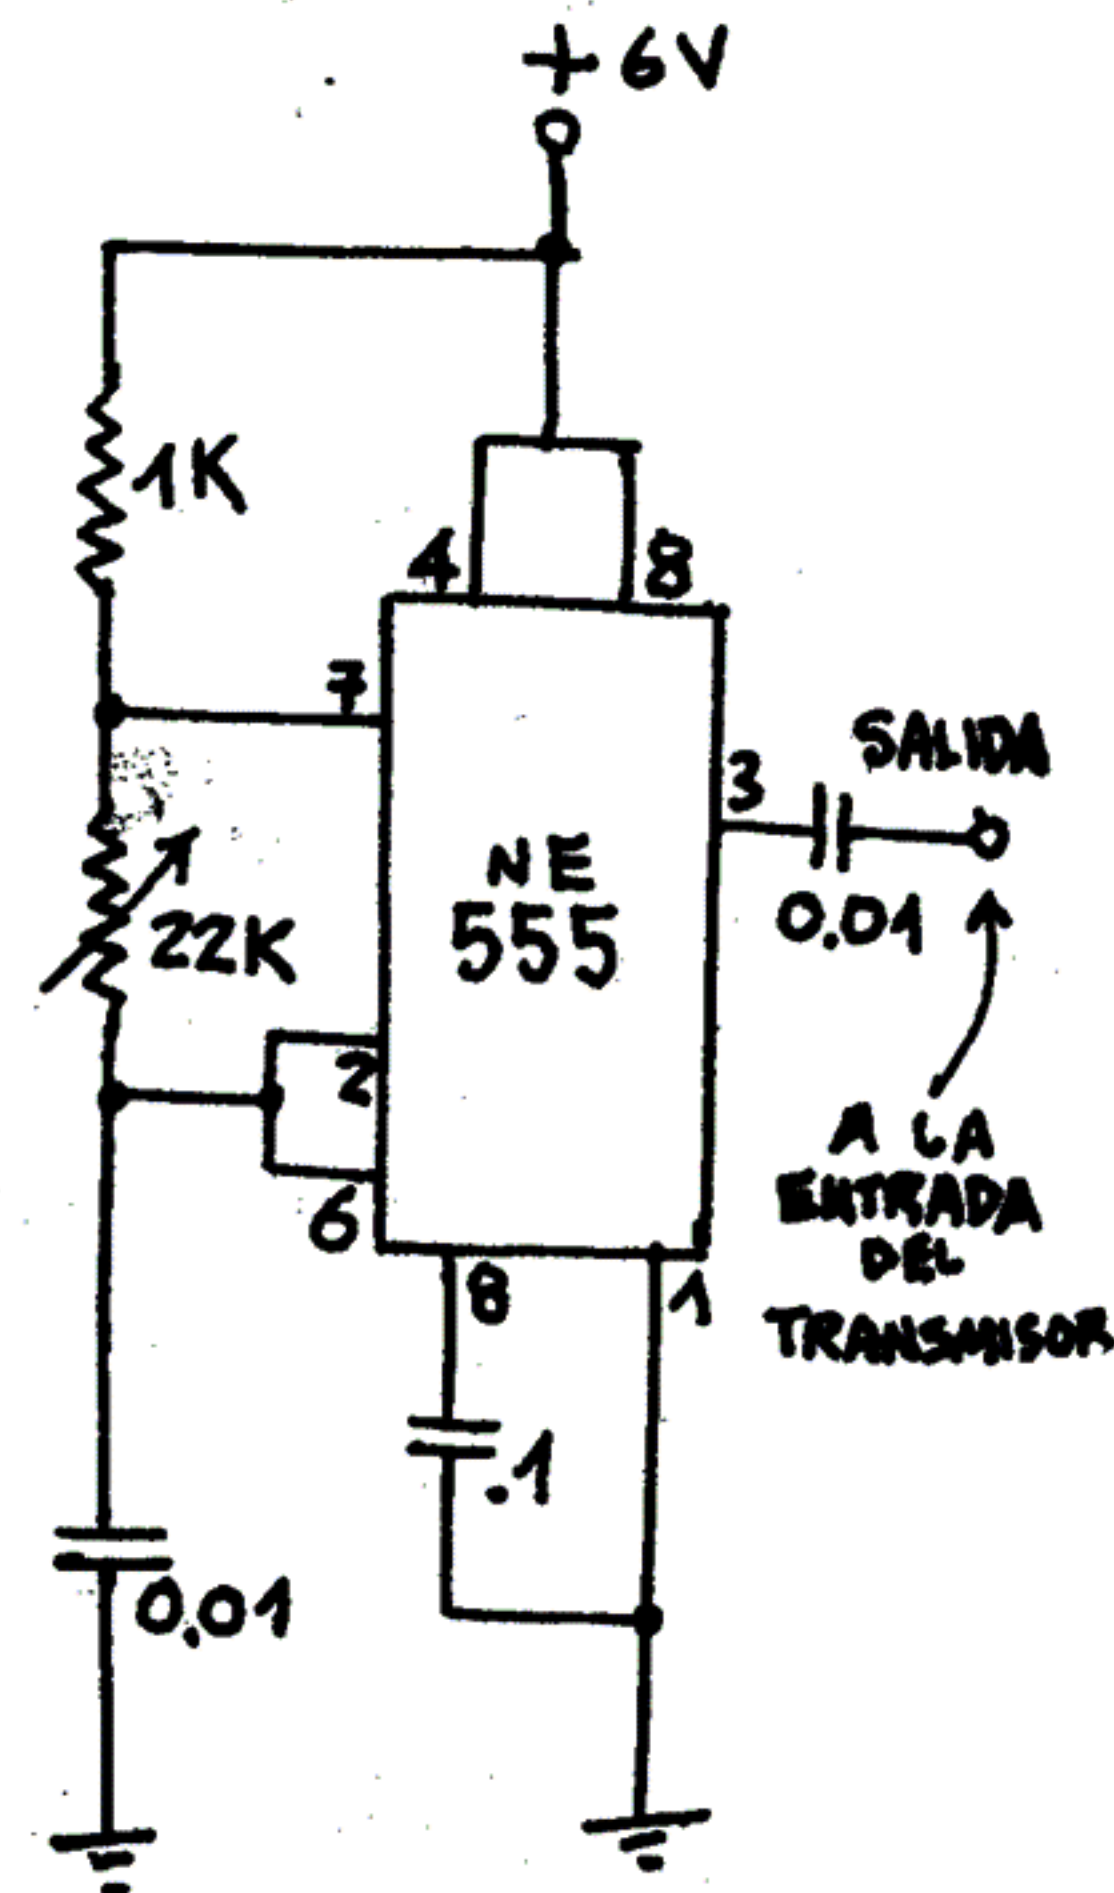 +6V
1K
4
8
7
3
SALIDA
NE
555
0.01
22K
2
6
A LA
ENTRADA
DEL
TRANSMISOR
8
1
.1
0.01